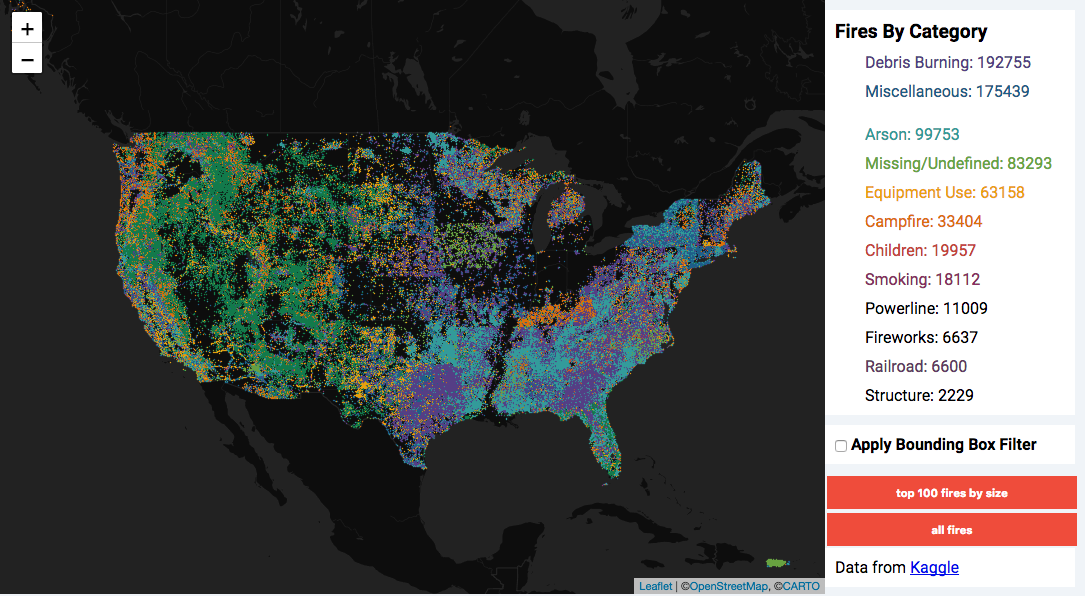 +
−
Fires By Category
Debris Burning: 192755
Miscellaneous: 175439
Arson: 99753
Missing/Undefined: 83293
Equipment Use: 63158
Campfire: 33404
Children: 19957
Smoking: 18112
Powerline: 11009
Fireworks: 6637
Railroad: 6600
Structure: 2229
Apply Bounding Box Filter
top 100 fires by size
all fires
Data from Kaggle
Leaflet | ©OpenStreetMap, ©CARTO